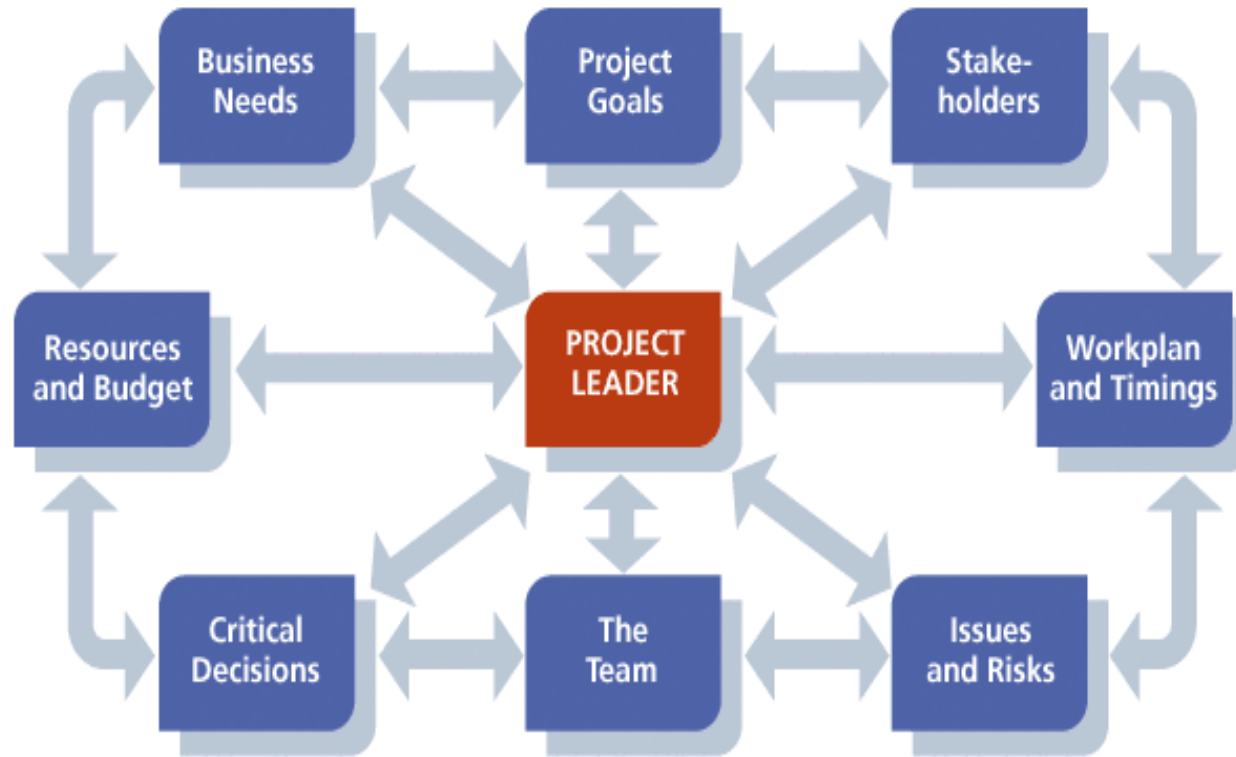 Business
Needs
Project
Goals
Stake-
holders
Resources
and Budget
PROJECT
LEADER
Workplan
and Timings
Critical
Decisions
The
Team
Issues
and Risks